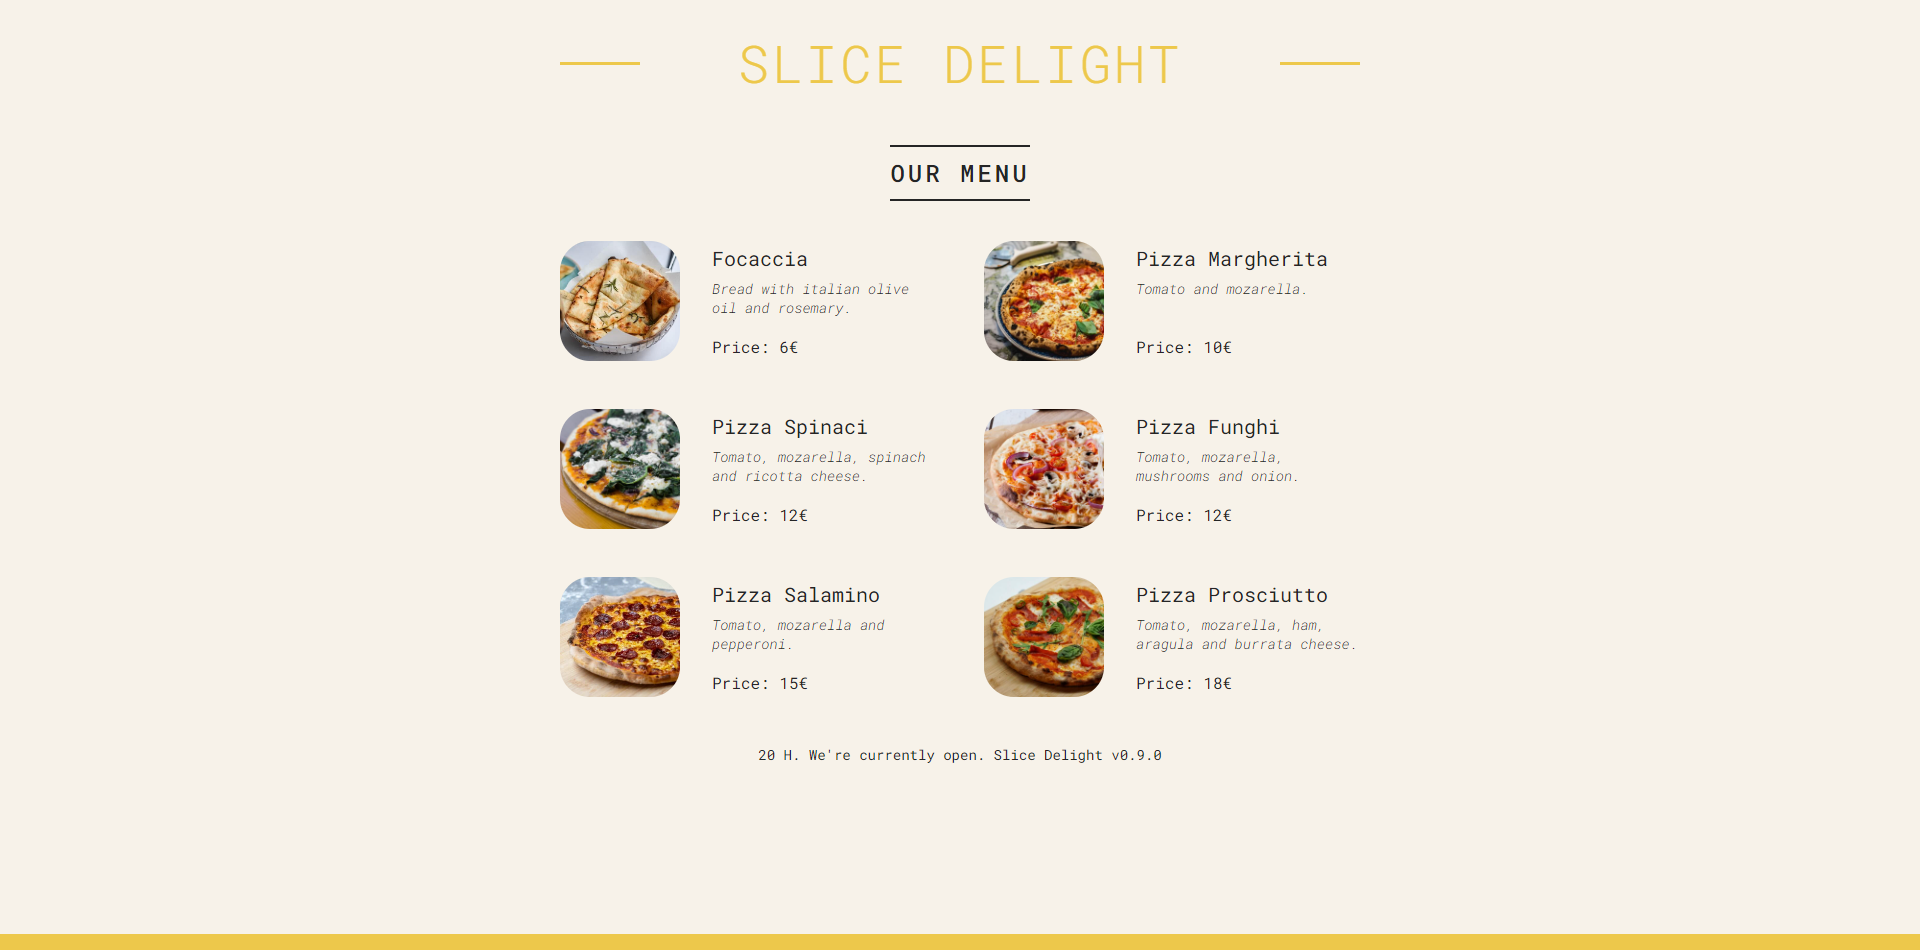 SLICE DELIGHT
OUR MENU
Focaccia
Bread with italian olive
oil and rosemary.
Price: 6€
Pizza Margherita
Tomato and mozarella.
Price: 10€
Pizza Spinaci
Tomato, mozarella, spinach
and ricotta cheese.
Price: 12€
Pizza Funghi
Tomato, mozarella,
mushrooms and onion.
Price: 12€
Pizza Salamino
Tomato, mozarella and
pepperoni.
Price: 15€
Pizza Prosciutto
Tomato, mozarella, ham,
aragula and burrata cheese.
Price: 18€
20 H. We're currently open. Slice Delight v0.9.0